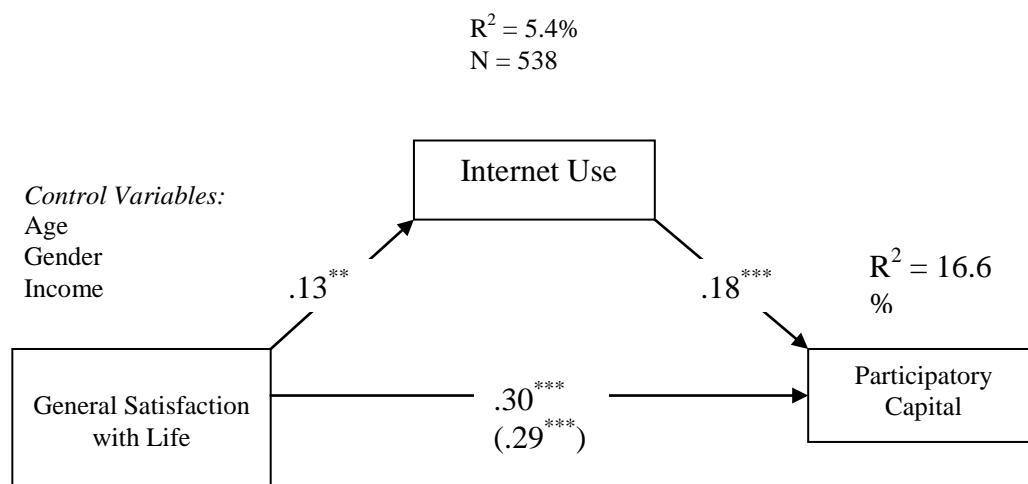 R² = 5.4%
N = 538
Internet Use
Control Variables:
Age
Gender
Income
.13**
.18***
R² = 16.6
%
General Satisfaction
with Life
.30***
(.29***)
Participatory
Capital